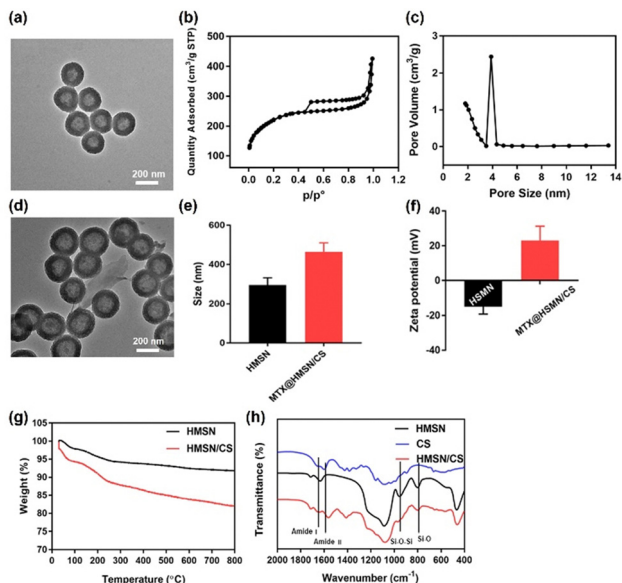 (a)
200 nm
(b)
Quantity Adsorbed (cm³/g STP)
500
400
300
200
100
0.0 0.2 0.4 0.6 0.8 1.0 1.2
p/p°
(c)
Pore Volume (cm³/g)
3
2
1
0
0 2 4 6 8 10 12 14
Pore Size (nm)
(d)
200 nm
(e)
Size (nm)
600
400
200
0
HMSN
MTX@HMSN/CS
(f)
Zeta potential (mV)
40
20
0
-20
-40
HSMN
MTX@HSMN/CS
(g)
Weight (%)
105
100
95
90
85
80
75
70
HMSN
HMSN/CS
0 100 200 300 400 500 600 700 800
Temperature (°C)
(h)
Transmittance (%)
HMSN
CS
HMSN/CS
Amide I
Amide II
Si-O-Si
Si-O
2000 1800 1600 1400 1200 1000 800 600 400
Wavenumber (cm⁻¹)